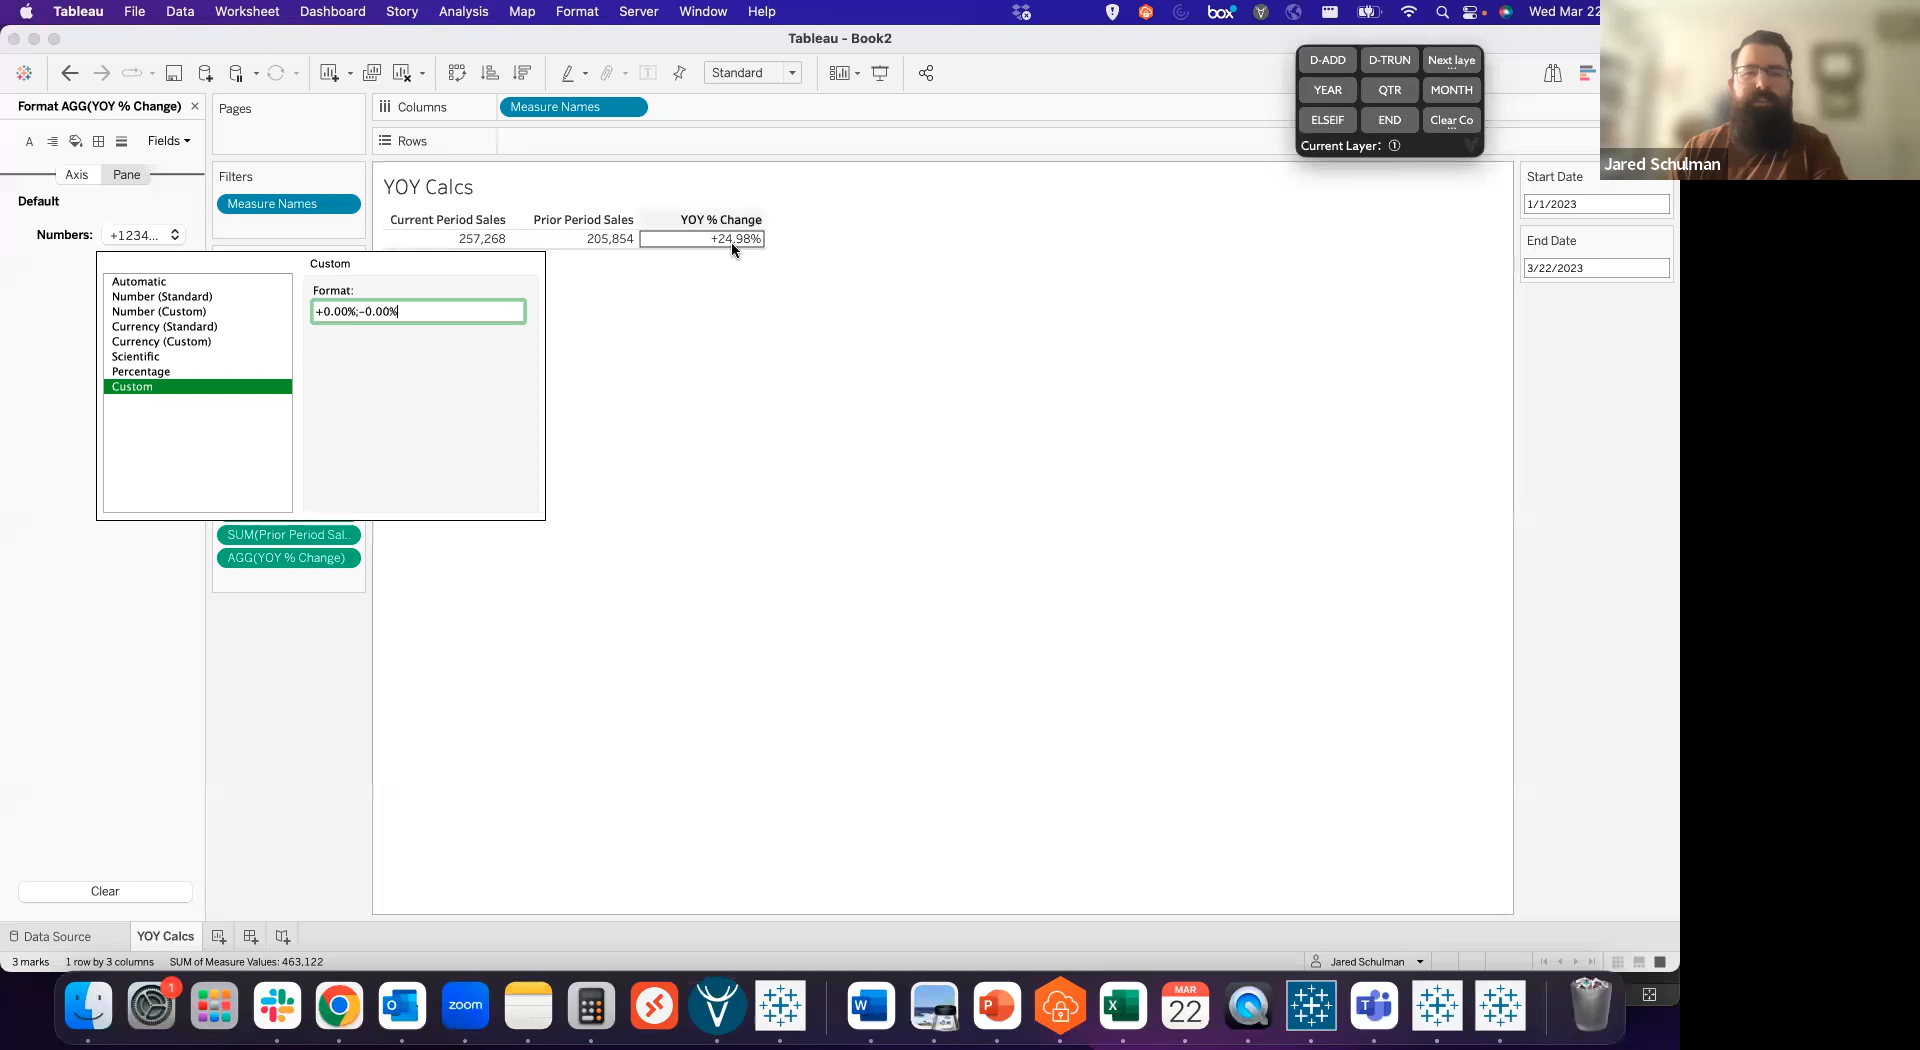 Tableau File Data Worksheet Dashboard Story Analysis Map Format Server Window Help
box
Wed Mar 22
Tableau - Book2
Standard
D-ADD D-TRUN Next laye
...
YEAR QTR MONTH
ELSEIF END Clear Co
...
Current Layer: ①
Jared Schulman
Format AGG(YOY % Change) ×
Fields
Axis Pane
Default
Numbers: +1234...
Pages
Filters
Measure Names
Columns Measure Names
Rows
YOY Calcs
Current Period Sales Prior Period Sales YOY % Change
257,268 205,854 +24.98%
Start Date
1/1/2023
End Date
3/22/2023
Automatic
Number (Standard)
Number (Custom)
Currency (Standard)
Currency (Custom)
Scientific
Percentage
Custom
Custom
Format:
+0.00%;-0.00%
SUM(Prior Period Sal..
AGG(YOY % Change)
Clear
Data Source YOY Calcs
3 marks 1 row by 3 columns SUM of Measure Values: 463,122
Jared Schulman
1
zoom
W
P
X
MAR
22
T